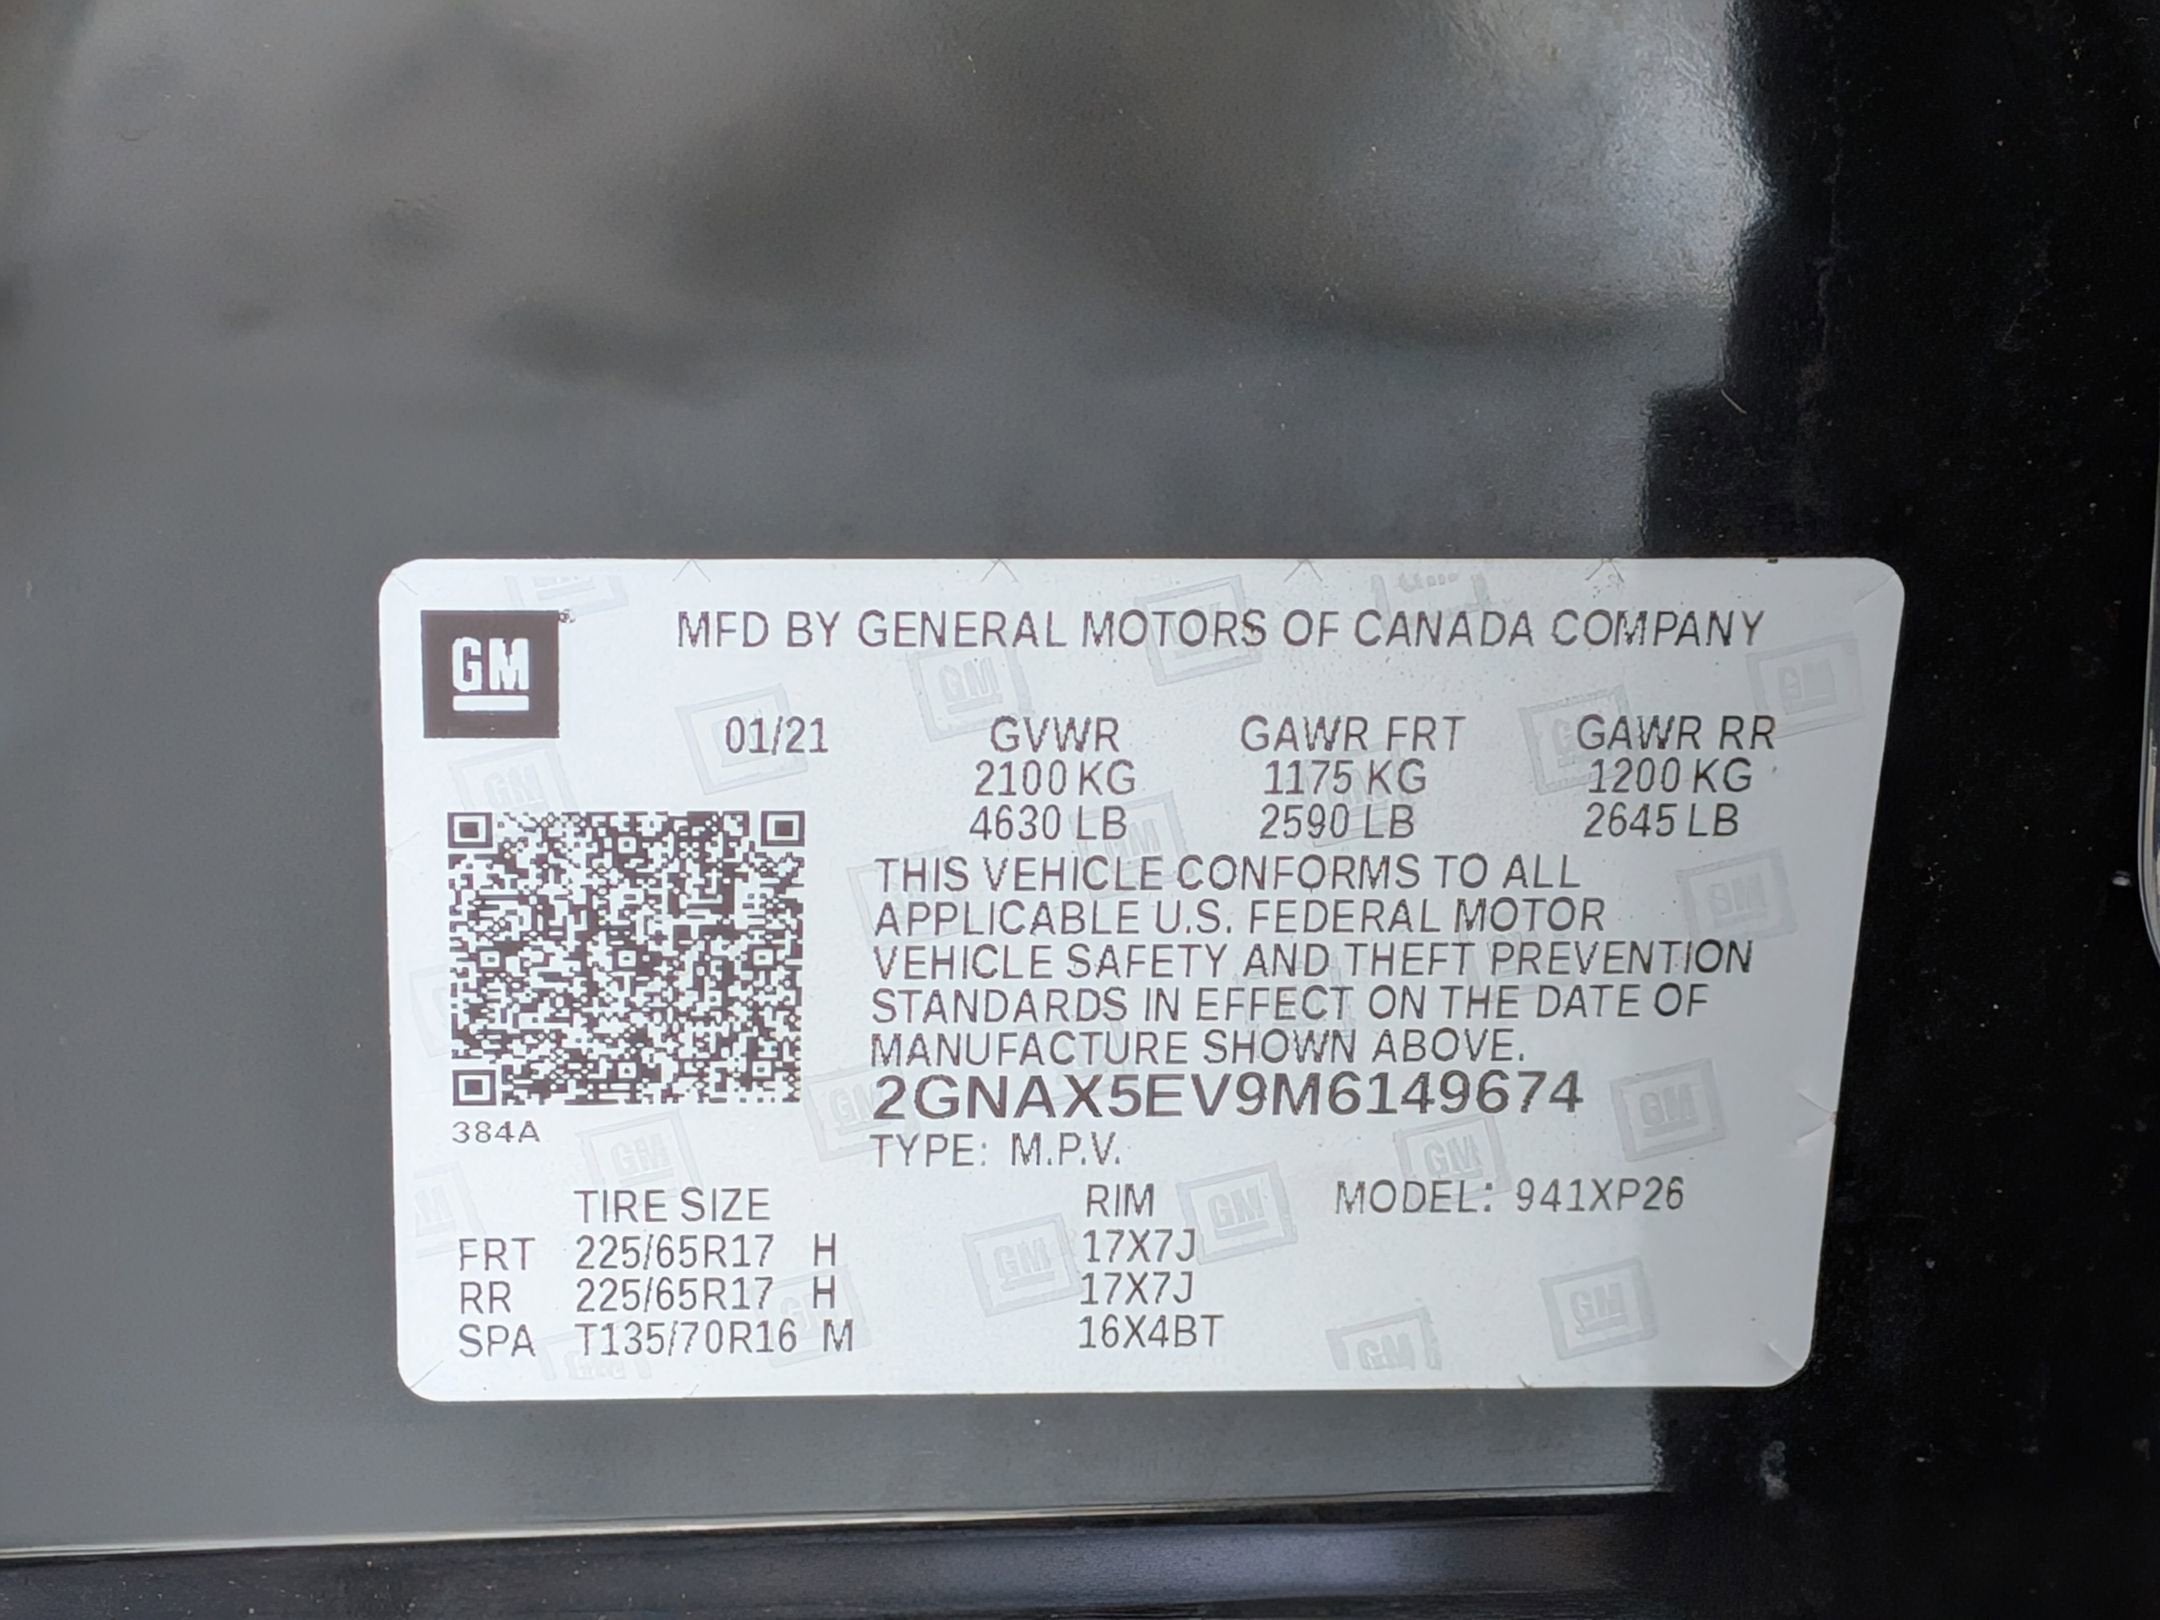 GM
MFD BY GENERAL MOTORS OF CANADA COMPANY
01/21 GVWR GAWR FRT GAWR RR
2100 KG 1175 KG 1200 KG
4630 LB 2590 LB 2645 LB
THIS VEHICLE CONFORMS TO ALL
APPLICABLE U.S. FEDERAL MOTOR
VEHICLE SAFETY AND THEFT PREVENTION
STANDARDS IN EFFECT ON THE DATE OF
MANUFACTURE SHOWN ABOVE.
2GNAX5EV9M6149674
384A
TYPE: M.P.V.
TIRE SIZE RIM MODEL: 941XP26
FRT 225/65R17 H 17X7J
RR 225/65R17 H 17X7J
SPA T135/70R16 M 16X4BT